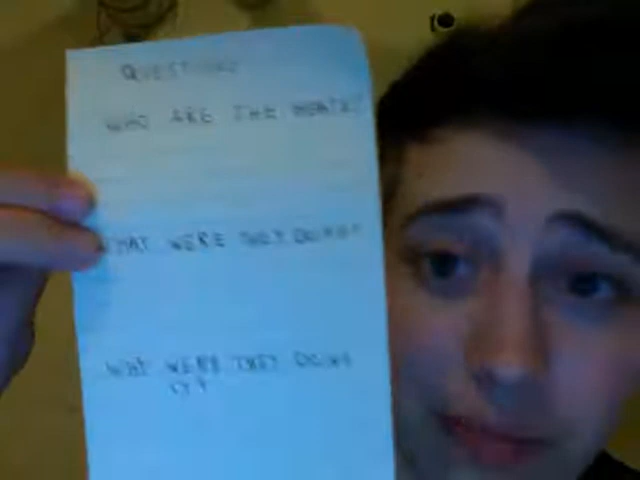 QUESTIONS
WHO ARE THE
WHAT WERE THEY DOING?
WHY WERE THEY DOING
IT?